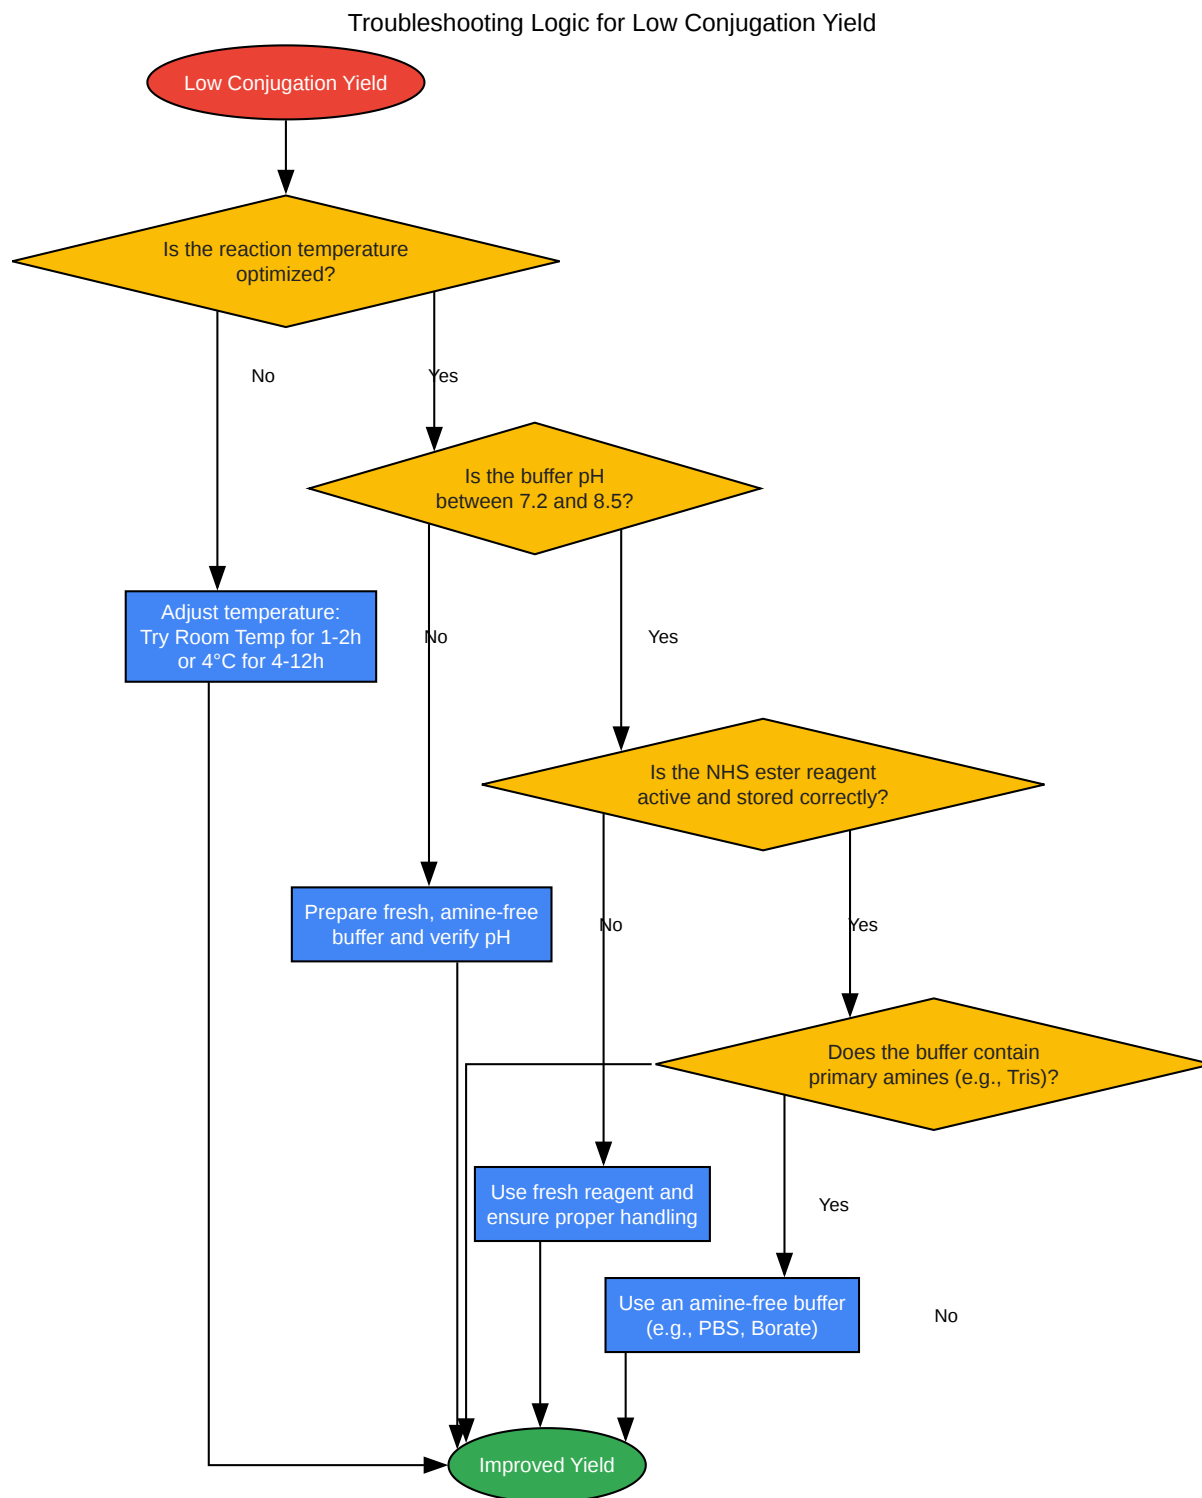 Troubleshooting Logic for Low Conjugation Yield
Low Conjugation Yield
Is the reaction temperature
optimized?
No
Yes
Is the buffer pH
between 7.2 and 8.5?
Adjust temperature:
Try Room Temp for 1-2h
or 4°C for 4-12h
No
Yes
Is the NHS ester reagent
active and stored correctly?
Prepare fresh, amine-free
buffer and verify pH
No
Yes
Does the buffer contain
primary amines (e.g., Tris)?
Use fresh reagent and
ensure proper handling
Yes
Use an amine-free buffer
(e.g., PBS, Borate)
No
Improved Yield